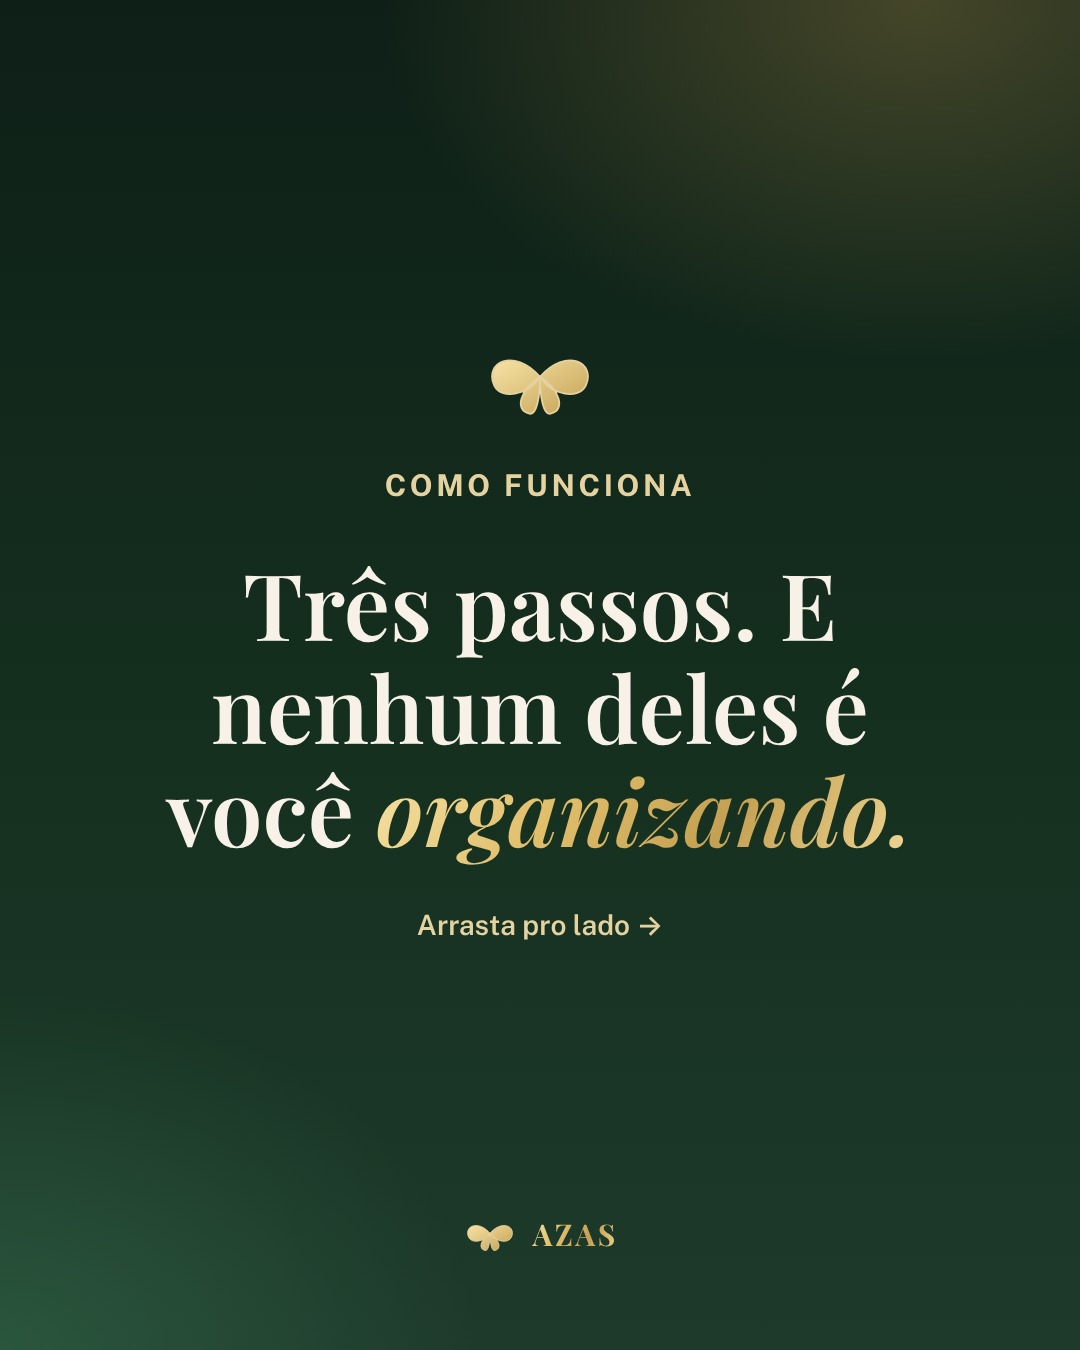 COMO FUNCIONA
Três passos. E
nenhum deles é
você organizando.
Arrasta pro lado →
AZAS